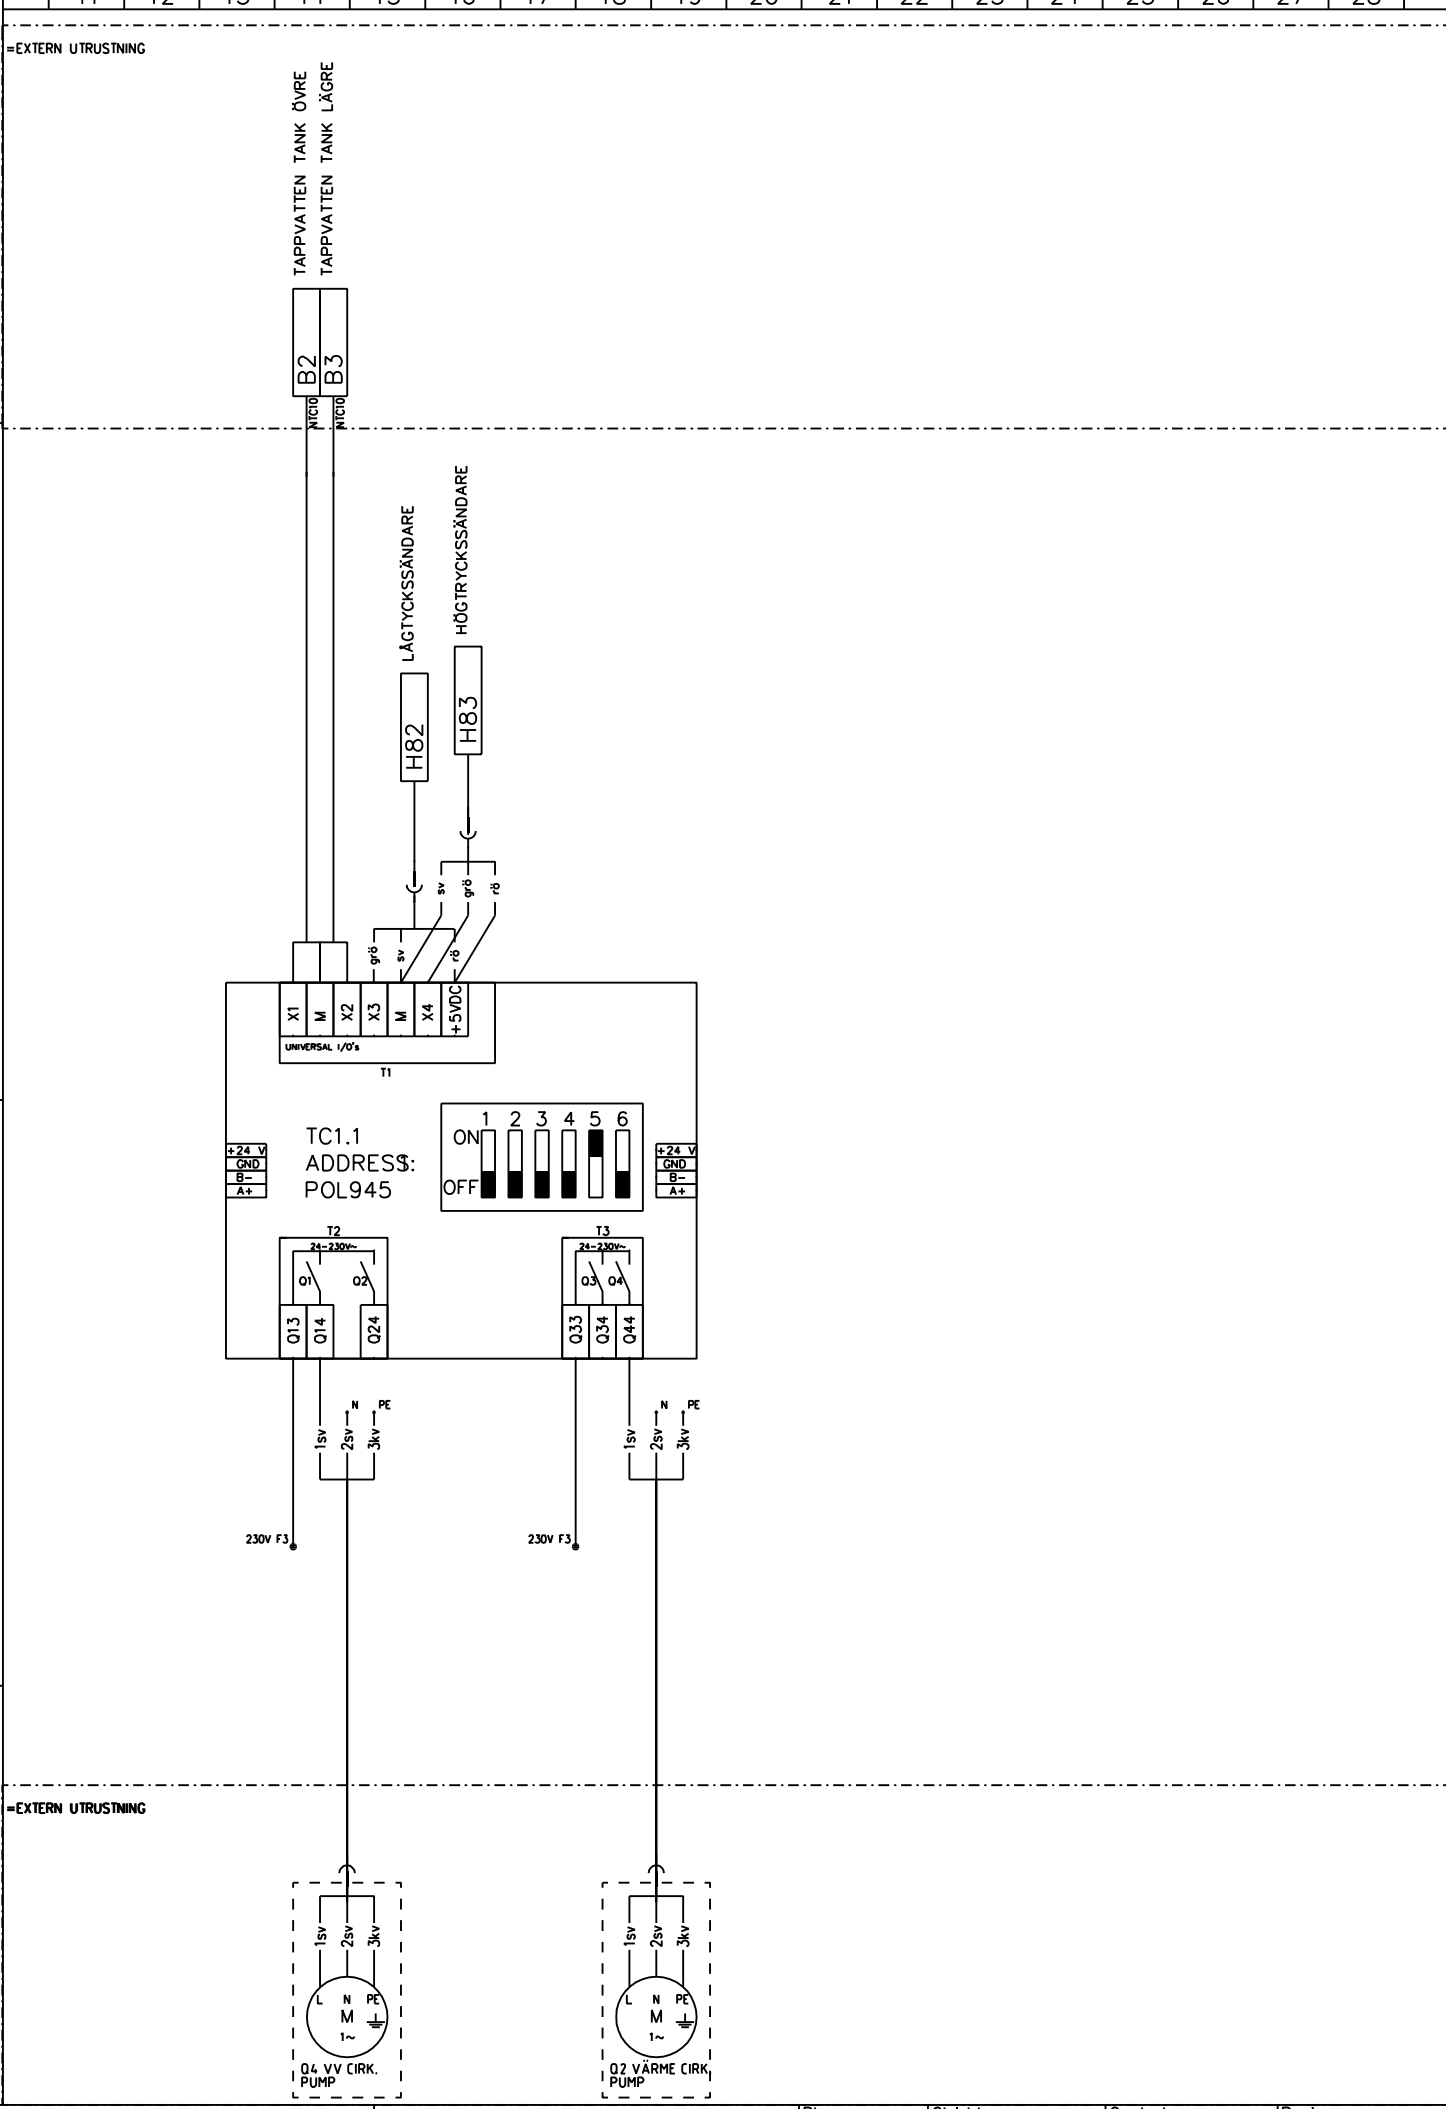 =EXTERN UTRUSTNING
TAPPVATTEN TANK ÖVRE
TAPPVATTEN TANK LÄGRE
B2
B3
NTC10
NTC10
LÅGTYCKSSÄNDARE
HÖGTRYCKSSÄNDARE
H82
H83
sv
grö
rö
grö
sv
rö
X1
M
X2
X3
M
X4
+5VDC
UNIVERSAL I/O's
T1
TC1.1
ADDRESS:
POL945
1 2 3 4 5 6
ON
OFF
+24 V
GND
B-
A+
+24 V
GND
B-
A+
T2
24-230V~
Q1
Q2
Q13
Q14
Q24
T3
24-230V~
Q3
Q4
Q33
Q34
Q44
N
PE
1sv
2sv
3kv
N
PE
1sv
2sv
3kv
230V F3
230V F3
=EXTERN UTRUSTNING
1sv
2sv
3kv
L N PE
M
1~
Q4 VV CIRK.
PUMP
1sv
2sv
3kv
L N PE
M
1~
Q2 VÄRME CIRK
PUMP